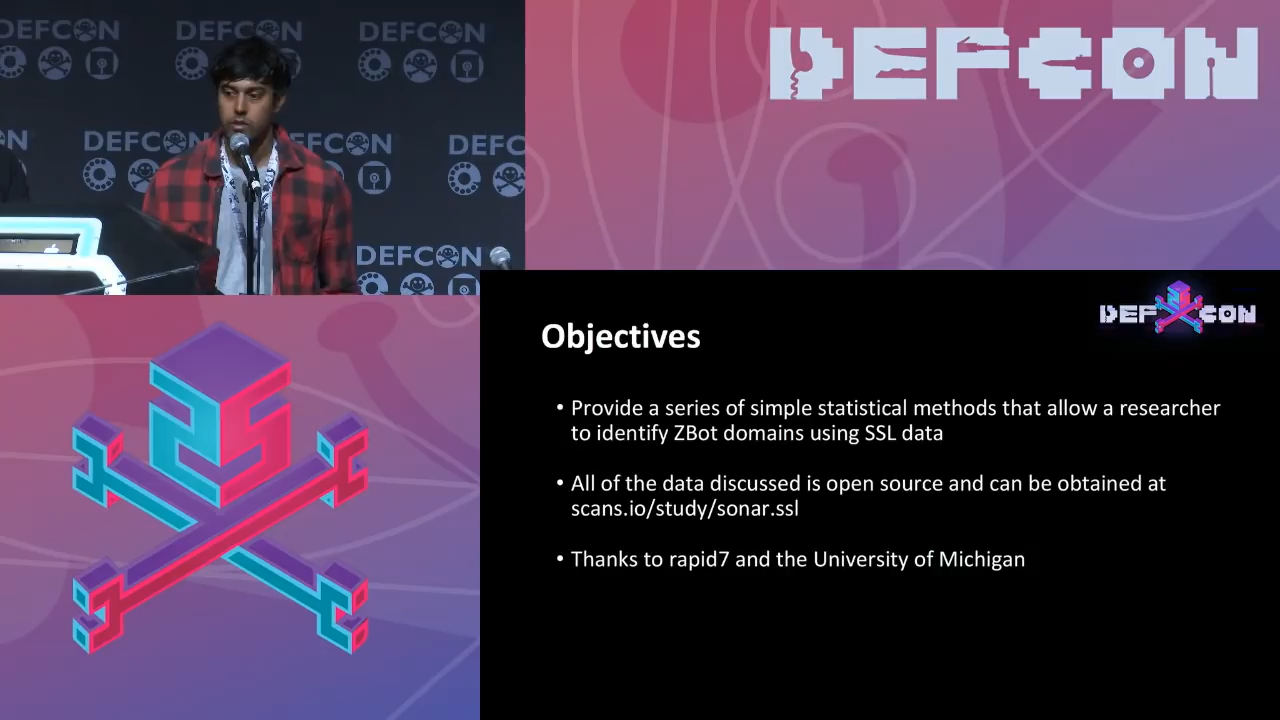 DEFCON
DEFCON
DEFCON
DEFCON
DEFCON
DEFCON
DEFCON
DEF CON
Objectives
• Provide a series of simple statistical methods that allow a researcher
to identify ZBot domains using SSL data
• All of the data discussed is open source and can be obtained at
scans.io/study/sonar.ssl
• Thanks to rapid7 and the University of Michigan